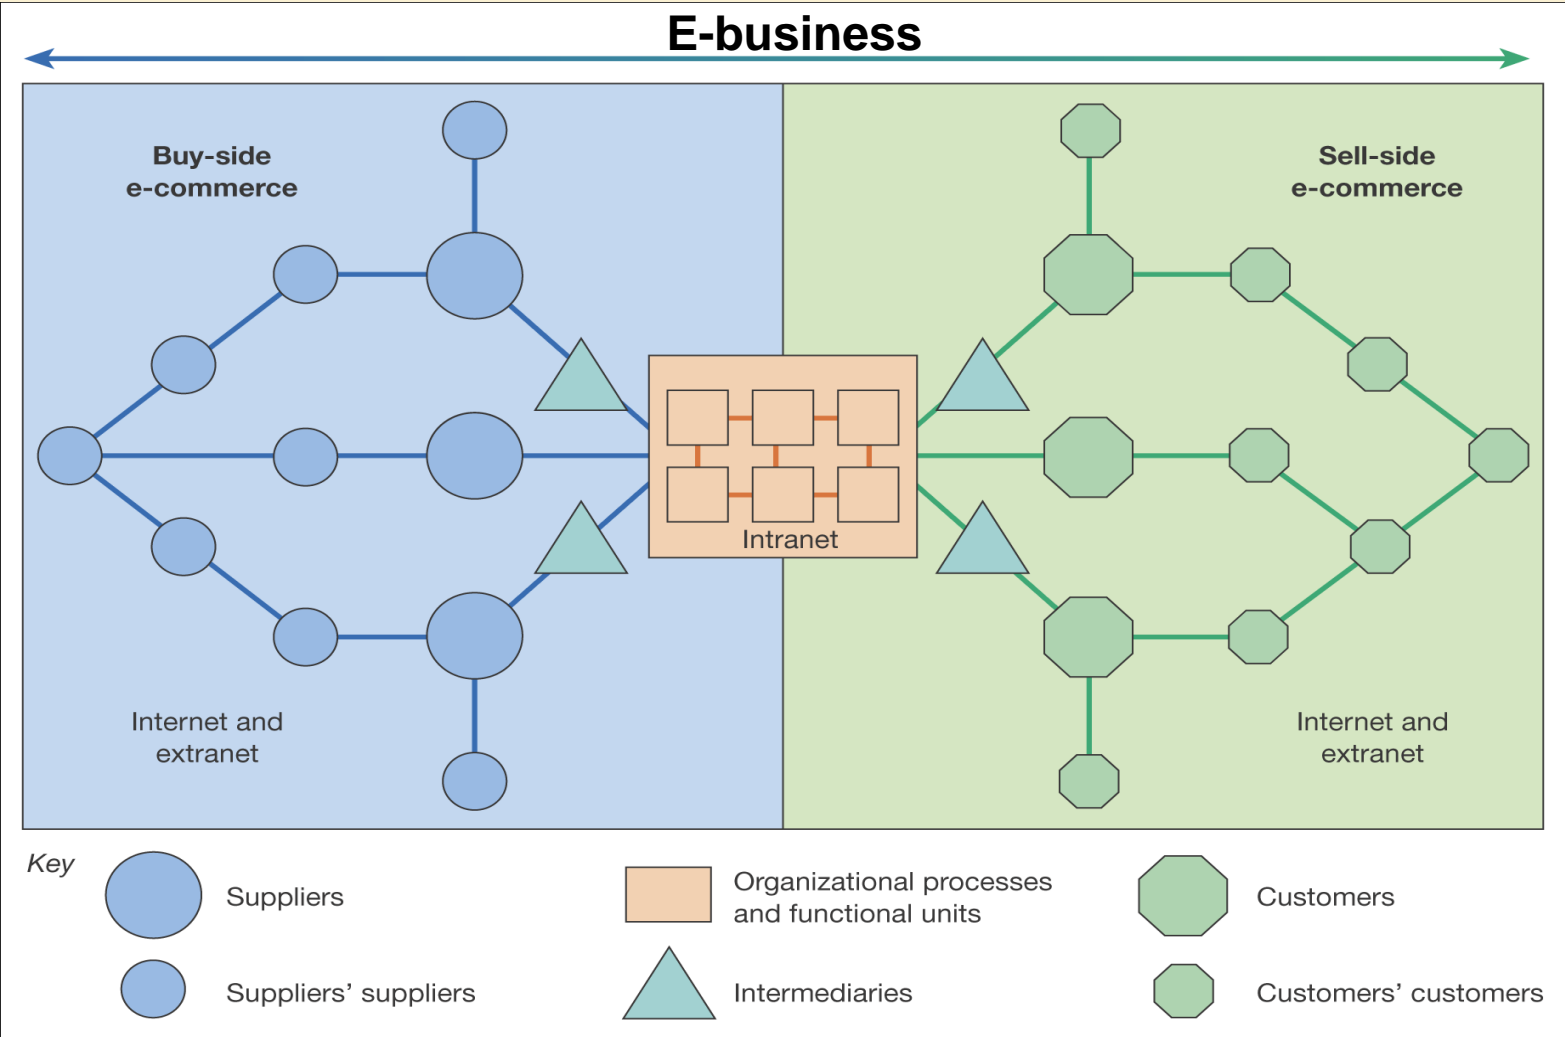 E-business
Buy-side
e-commerce
Sell-side
e-commerce
Intranet
Internet and
extranet
Internet and
extranet
Key
Suppliers
Organizational processes
and functional units
Customers
Suppliers’ suppliers
Intermediaries
Customers’ customers